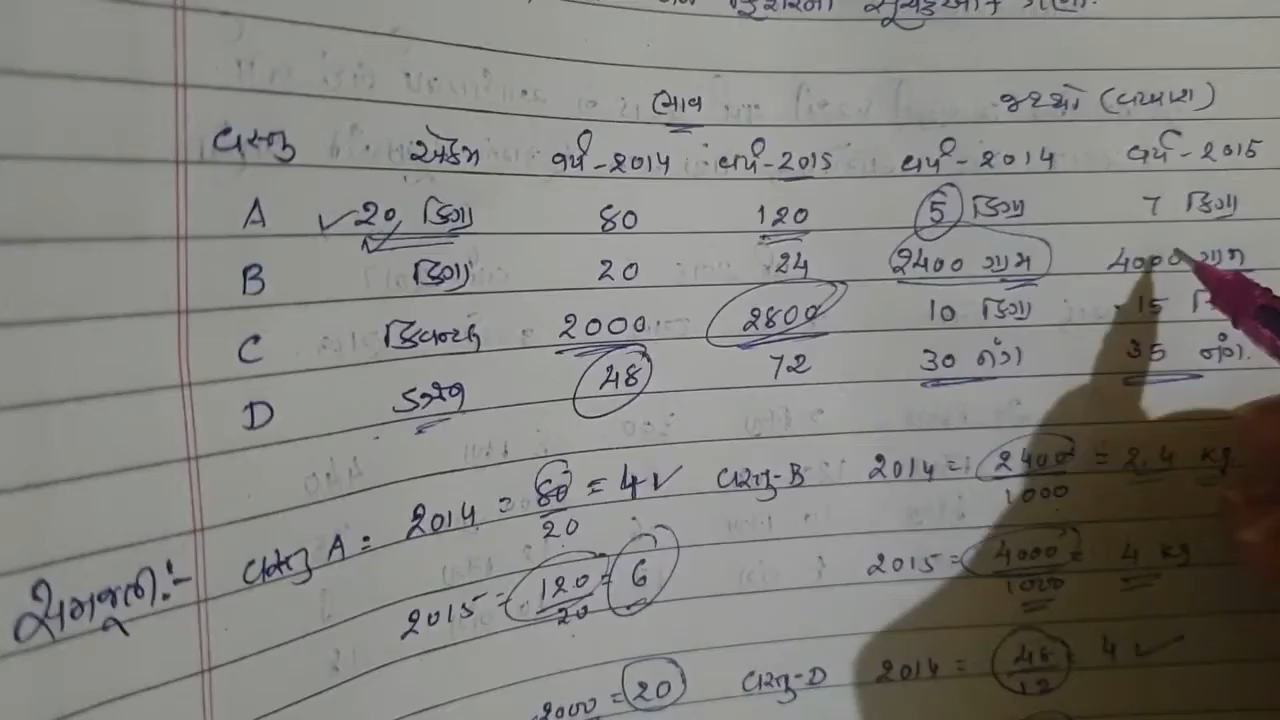 ભાવ જથ્થો (વપરાશ)
વસ્તુ એકમ વર્ષ-2014 વર્ષ-2015 વર્ષ-2014 વર્ષ-2015
A 20 કિગ્રા 80 120 5 કિગ્રા 7 કિગ્રા
B કિગ્રા 20 24 2400 ગ્રામ 4000 ગ્રામ
C ક્વિન્ટલ 2000 2800 10 કિગ્રા 15
D ડઝન 48 72 30 નંગ 35 નંગ.
સમજૂતી:- વસ્તુ A = 2014 = 80/20 = 4 ✓ વસ્તુ-B 2014 = 2400/1000 = 2.4 kg
2015 = 120/20 = 6 2015 = 4000/1000 = 4 kg
2000 = 20 વસ્તુ-D 2014 = 48/12 4 ✓